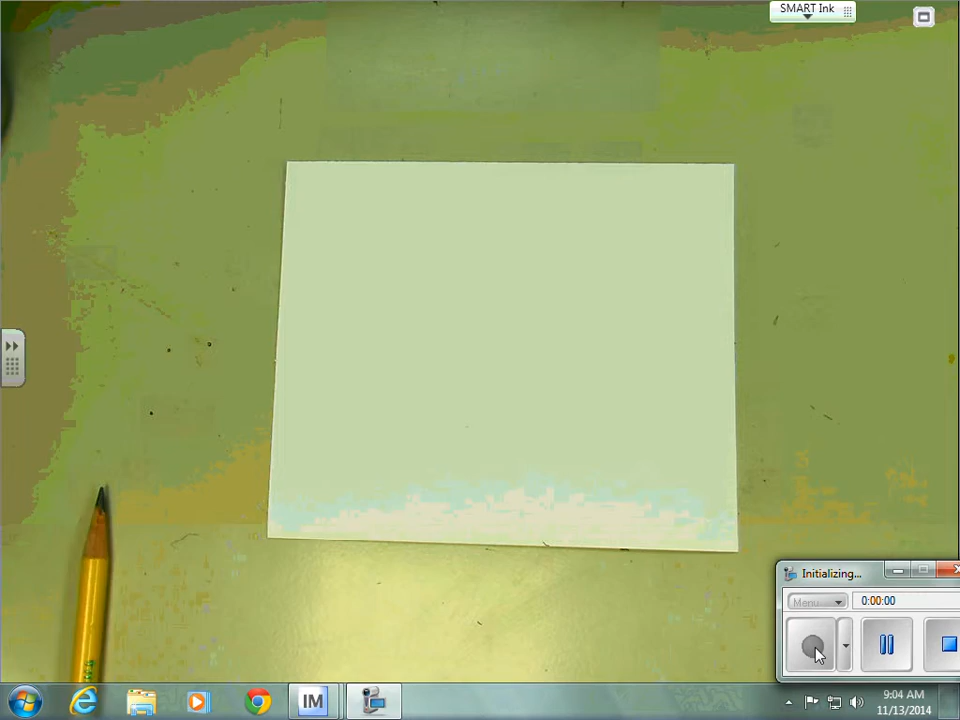 SMART Ink
Initializing...
Menu
0:00:00
IM
9:04 AM
11/13/2014